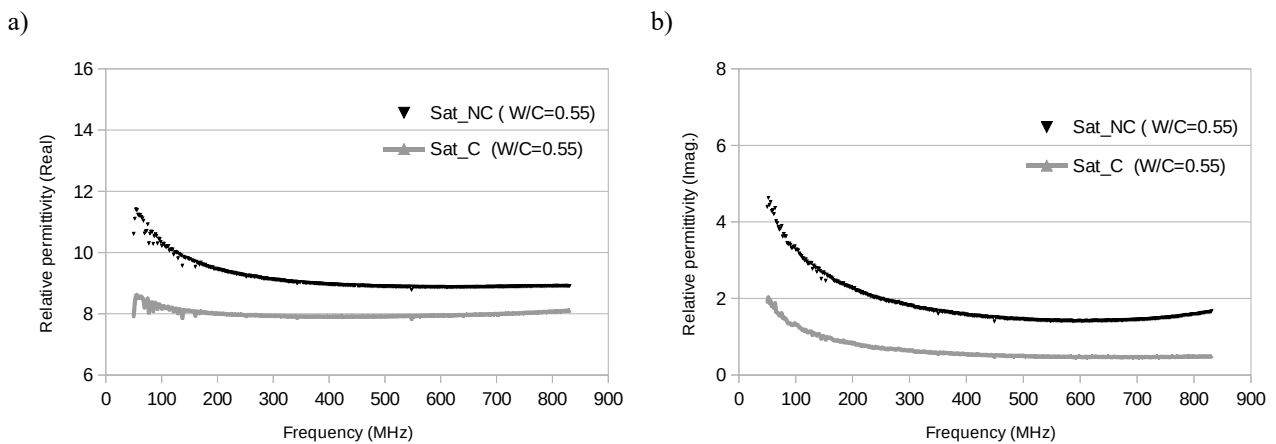 a)
Relative permittivity (Real)
16
14
12
10
8
6
0 100 200 300 400 500 600 700 800 900
Frequency (MHz)
Sat_NC ( W/C=0.55)
Sat_C (W/C=0.55)
b)
Relative permittivity (Imag.)
8
6
4
2
0
0 100 200 300 400 500 600 700 800 900
Frequency (MHz)
Sat_NC ( W/C=0.55)
Sat_C (W/C=0.55)